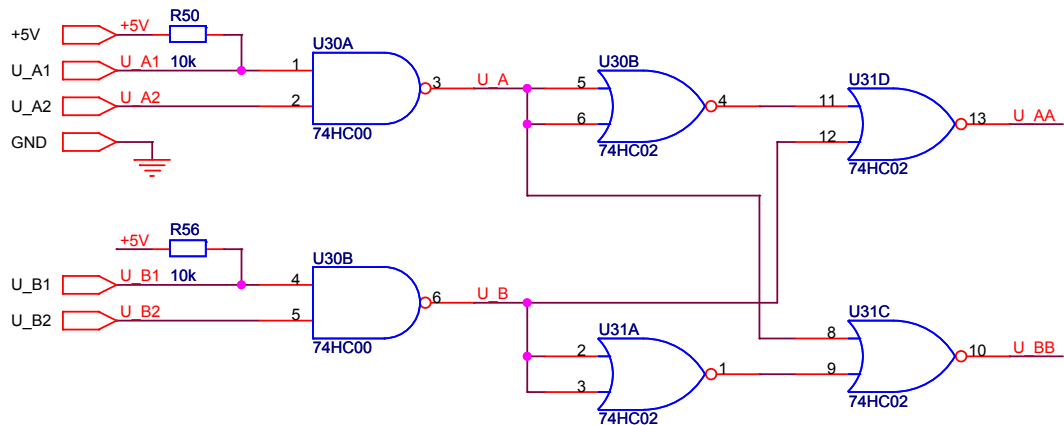 R50
+5V +5V
U_A1 U_A1 10k
U_A2 U_A2
GND
U30A
1
2
3
74HC00
U_A
U30B
5
6
4
74HC02
U31D
11
12
13
74HC02
U_AA
R56
+5V
U_B1 U_B1 10k
U_B2 U_B2
U30B
4
5
6
74HC00
U_B
U31A
2
3
1
74HC02
U31C
8
9
10
74HC02
U_BB